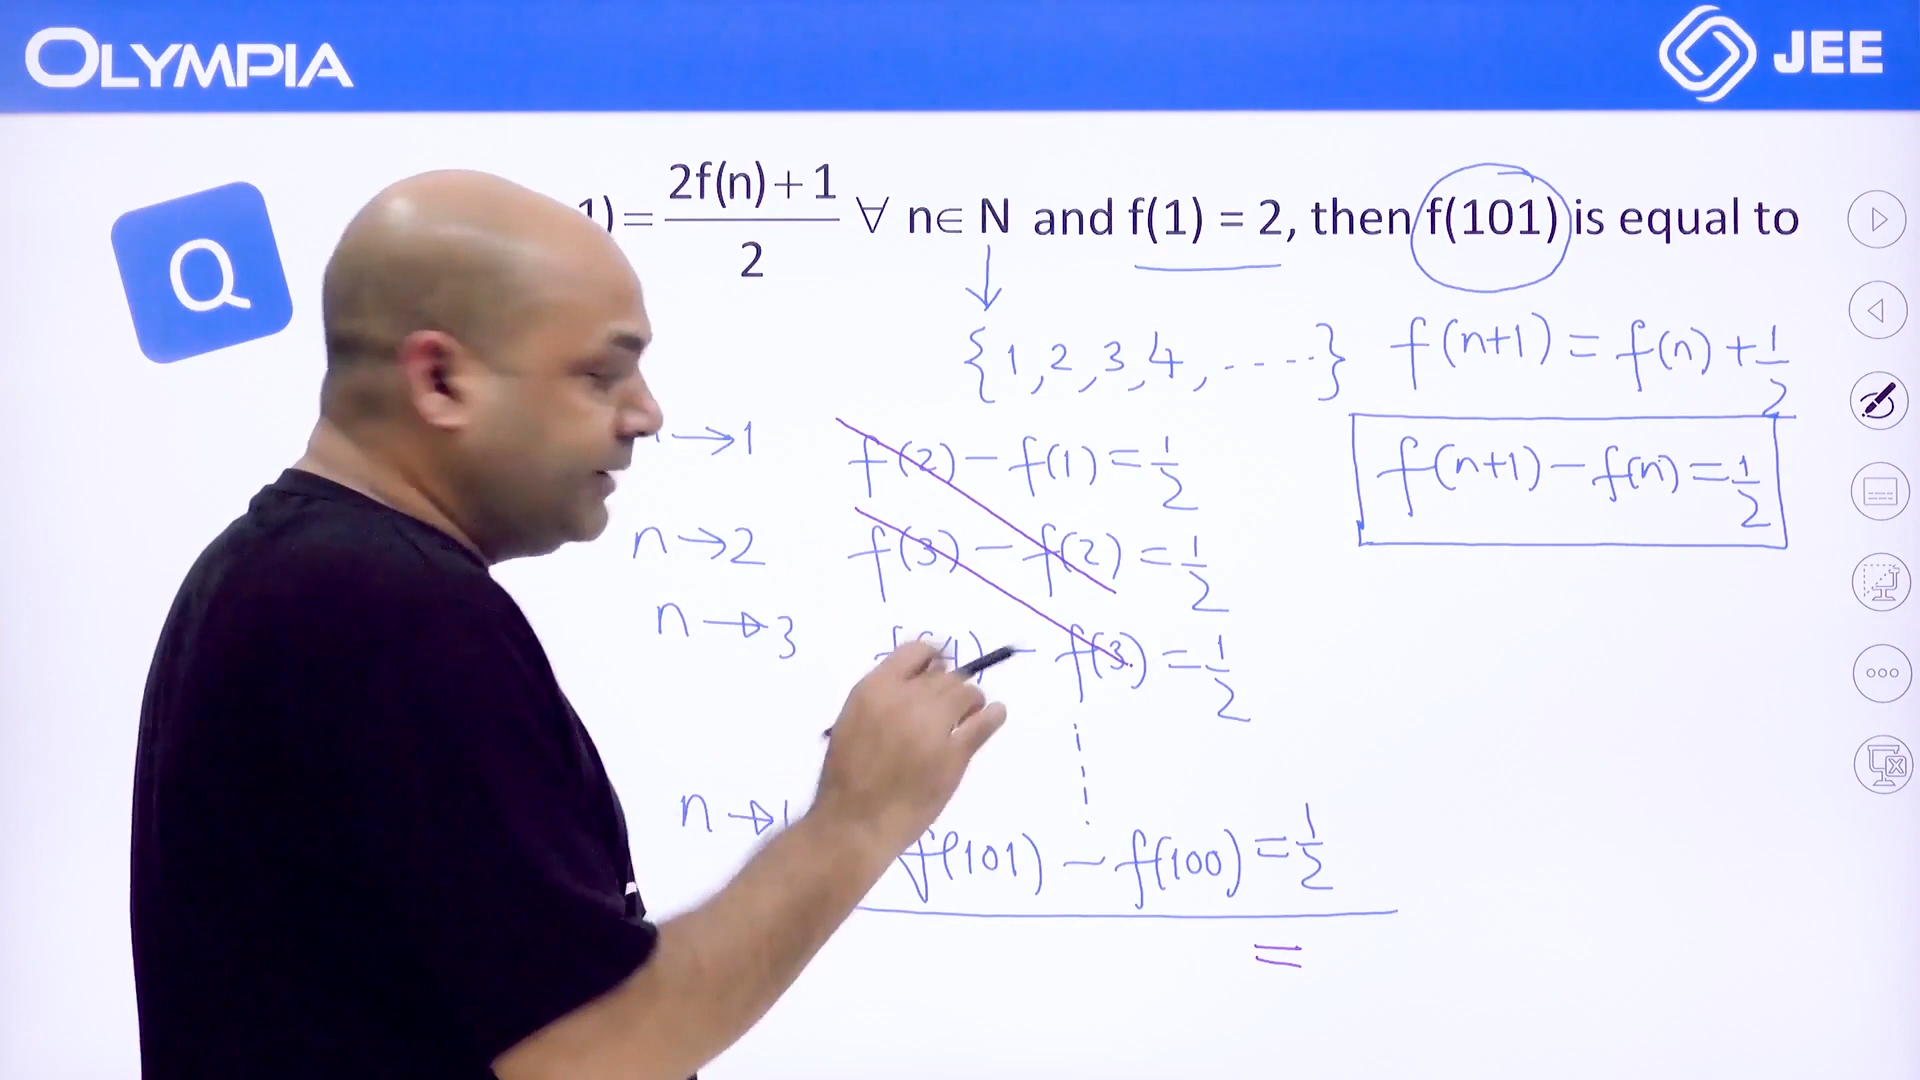 OLYMPIA
JEE
Q
1) = 2f(n)+1 / 2 ∀ n∈ N and f(1) = 2, then f(101) is equal to
{1,2,3,4, ....}
f(n+1) = f(n) + 1/2
f(n+1) - f(n) = 1/2
→1 f(2) - f(1) = 1/2
n→2 f(3) - f(2) = 1/2
n→3 f(4) - f(3) = 1/2
n→ f(101) - f(100) = 1/2
=